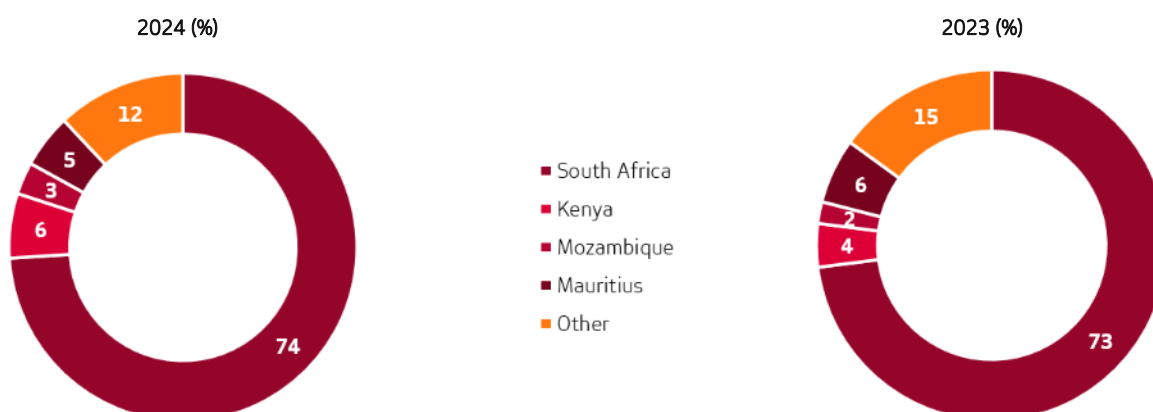 2024 (%)
12
5
3
6
74
South Africa
Kenya
Mozambique
Mauritius
Other
2023 (%)
15
6
2
4
73